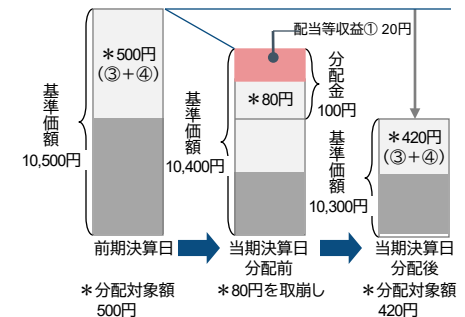 配当等収益① 20円
＊500円
(③＋④)
基準価額
10,500円
＊80円
分配金
100円
基準価額
10,400円
＊420円
(③＋④)
基準価額
10,300円
前期決算日
当期決算日
分配前
当期決算日
分配後
＊分配対象額
500円
＊80円を取崩し
＊分配対象額
420円